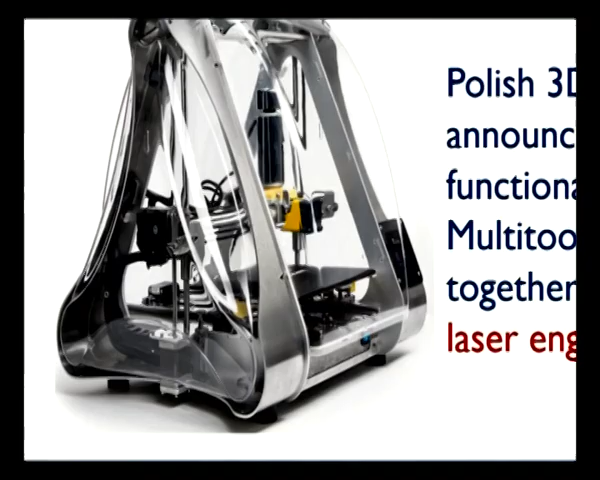 Polish 3D
announc
functiona
Multitoo
together
laser eng